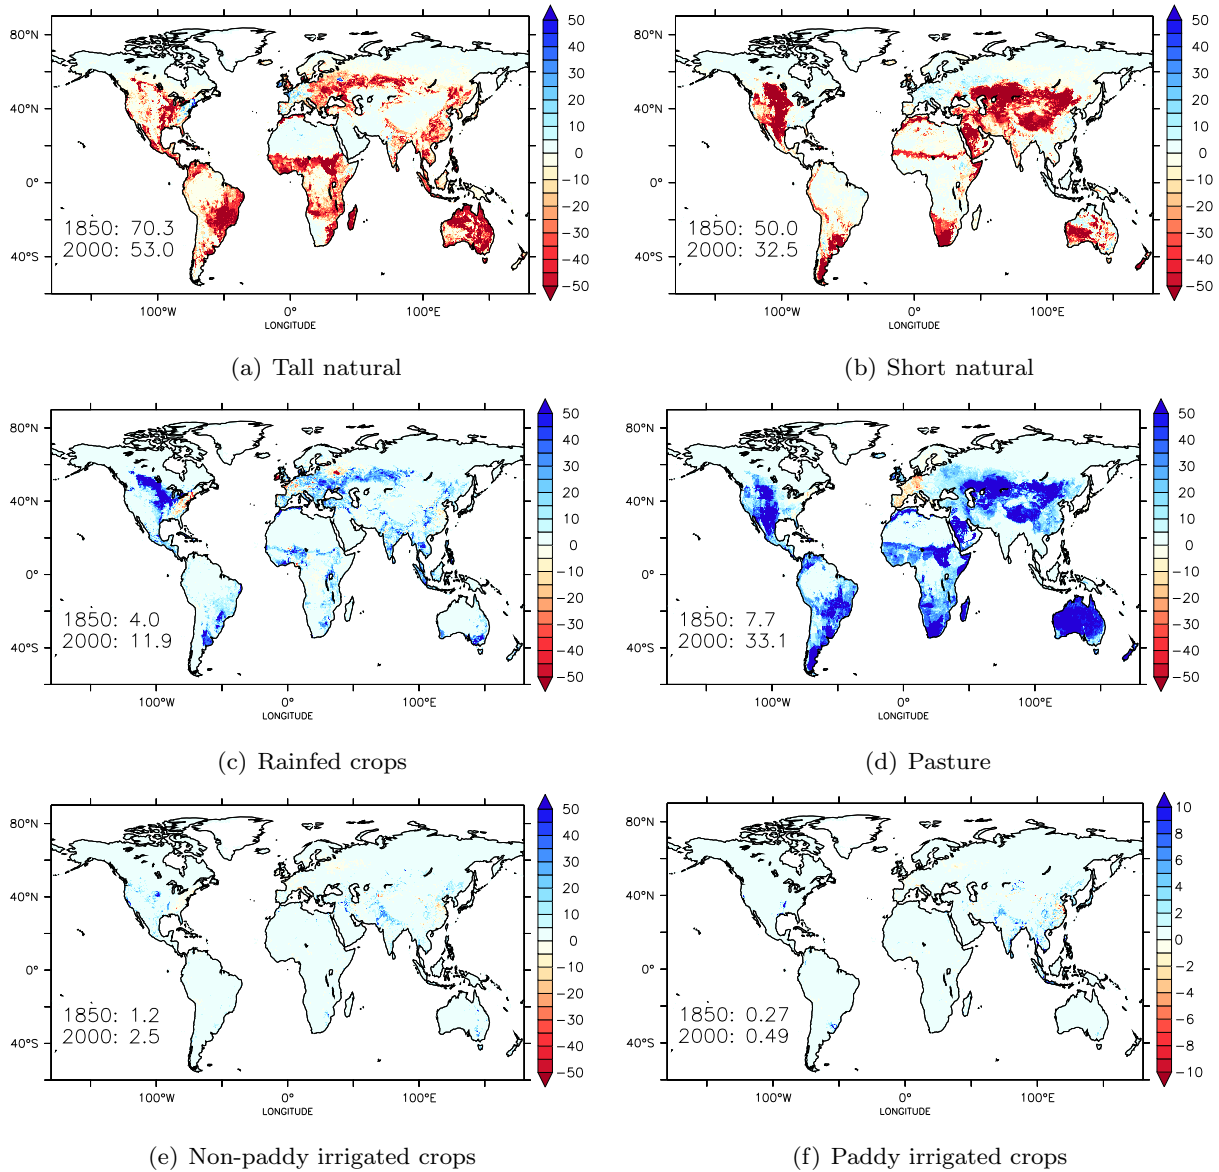 80°N
40°N
0°
40°S
1850: 70.3
2000: 53.0
100°W 0° 100°E
LONGITUDE
50
40
30
20
10
0
−10
−20
−30
−40
−50
(a) Tall natural
80°N
40°N
0°
40°S
1850: 50.0
2000: 32.5
100°W 0° 100°E
LONGITUDE
50
40
30
20
10
0
−10
−20
−30
−40
−50
(b) Short natural
80°N
40°N
0°
40°S
1850: 4.0
2000: 11.9
100°W 0° 100°E
LONGITUDE
50
40
30
20
10
0
−10
−20
−30
−40
−50
(c) Rainfed crops
80°N
40°N
0°
40°S
1850: 7.7
2000: 33.1
100°W 0° 100°E
LONGITUDE
50
40
30
20
10
0
−10
−20
−30
−40
−50
(d) Pasture
80°N
40°N
0°
40°S
1850: 1.2
2000: 2.5
100°W 0° 100°E
LONGITUDE
50
40
30
20
10
0
−10
−20
−30
−40
−50
(e) Non-paddy irrigated crops
80°N
40°N
0°
40°S
1850: 0.27
2000: 0.49
100°W 0° 100°E
LONGITUDE
10
8
6
4
2
0
−2
−4
−6
−8
−10
(f) Paddy irrigated crops